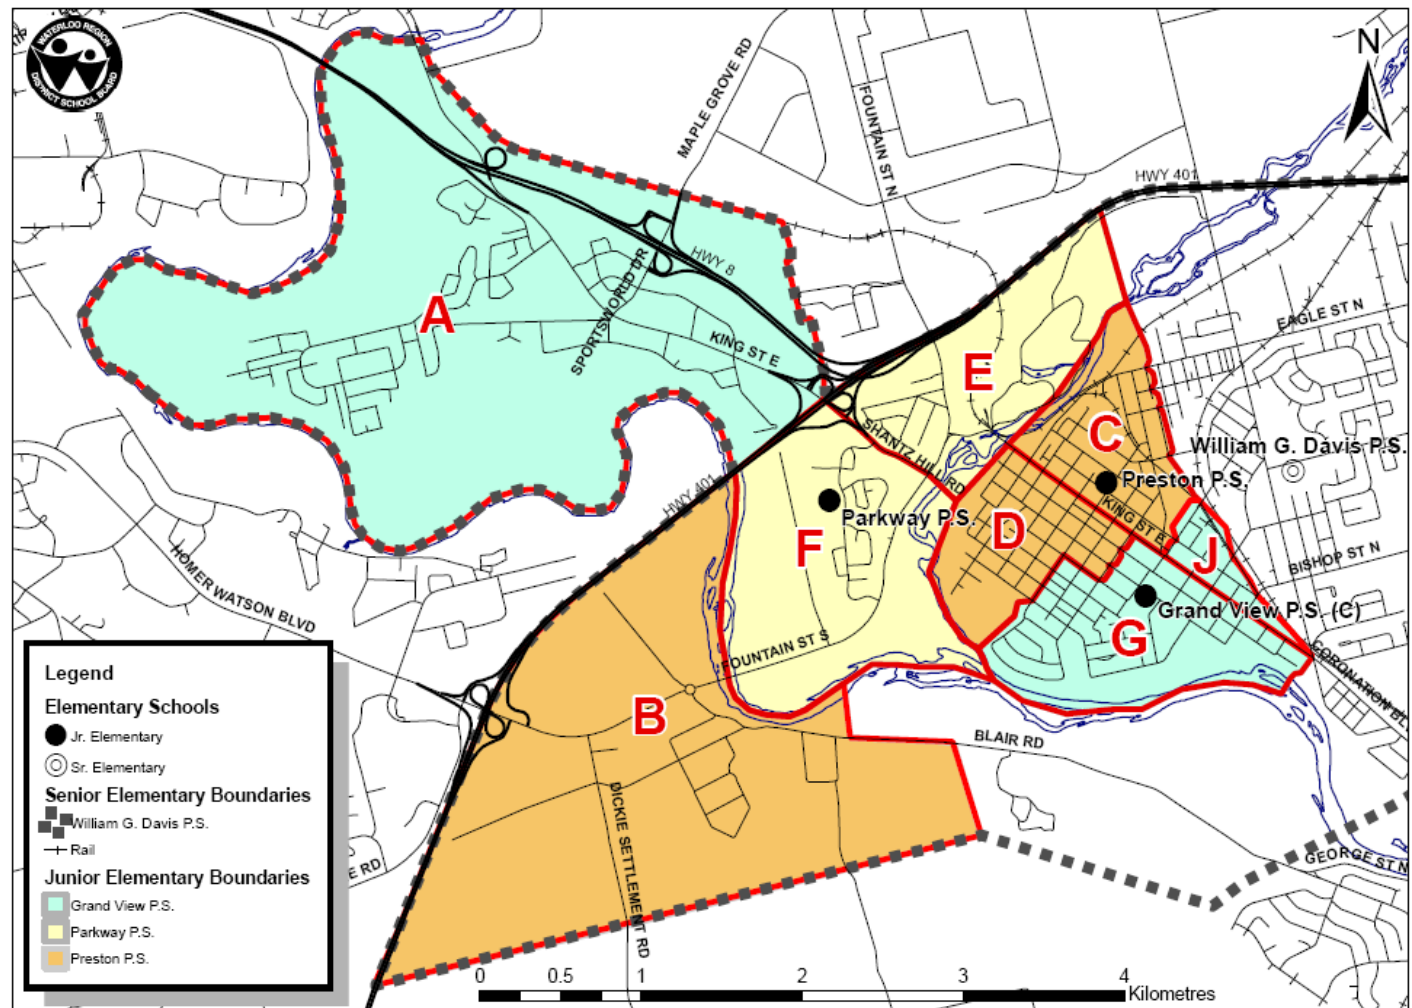 WATERLOO REGION
DISTRICT SCHOOL BOARD
N
MAPLE GROVE RD
FOUNTAIN ST N
HWY 401
HWY 8
SPORTSWORLD DR
A
KING ST E
EAGLE ST N
E
C
SHANTZ HILL RD
William G. Davis P.S.
Preston P.S.
HWY 401
Parkway P.S.
KING ST E
D
F
J
BISHOP ST N
HOMER WATSON BLVD
Grand View P.S. (C)
G
FOUNTAIN ST S
CORONATION BL
B
BLAIR RD
DICKIE SETTLEMENT RD
GEORGE ST N
E RD
Legend
Elementary Schools
Jr. Elementary
Sr. Elementary
Senior Elementary Boundaries
William G. Davis P.S.
Rail
Junior Elementary Boundaries
Grand View P.S.
Parkway P.S.
Preston P.S.
0 0.5 1 2 3 4
Kilometres